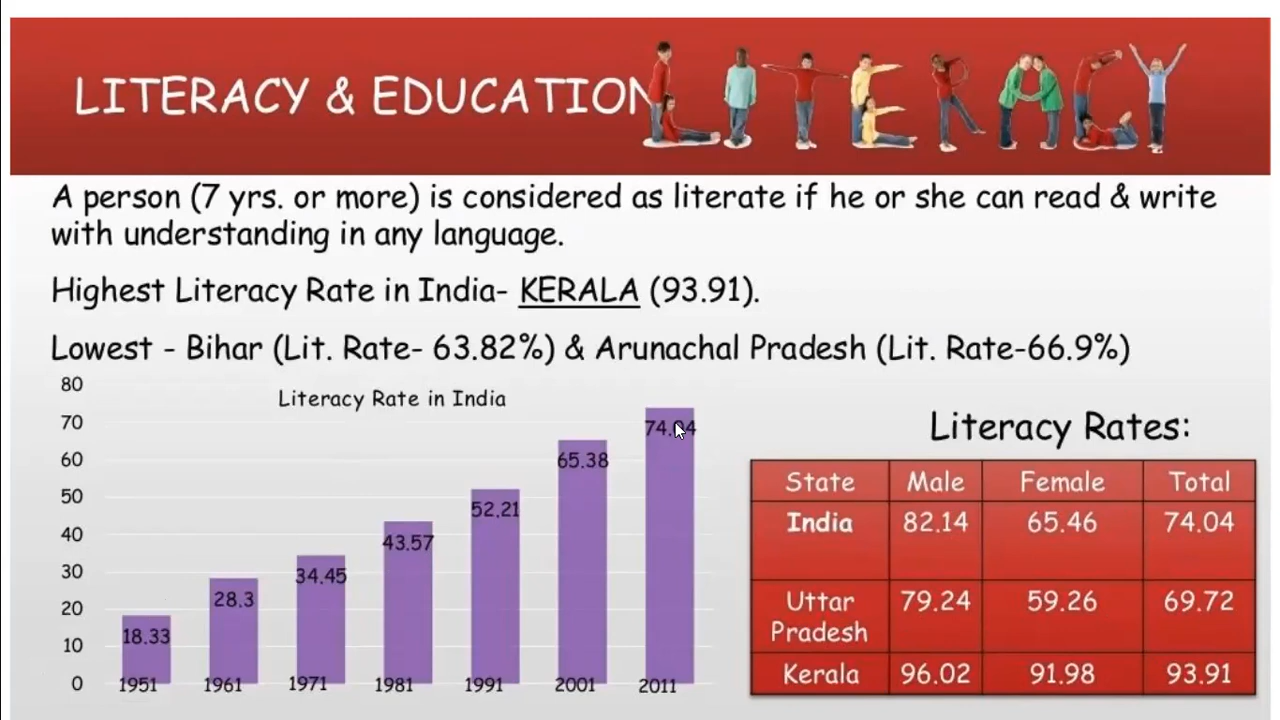 LITERACY & EDUCATION
LITERACY
A person (7 yrs. or more) is considered as literate if he or she can read & write
with understanding in any language.
Highest Literacy Rate in India- KERALA (93.91).
Lowest - Bihar (Lit. Rate- 63.82%) & Arunachal Pradesh (Lit. Rate-66.9%)
Literacy Rate in India
80
70
60
50
40
30
20
10
0
18.33
28.3
34.45
43.57
52.21
65.38
74.04
1951 1961 1971 1981 1991 2001 2011
Literacy Rates:
State Male Female Total
India 82.14 65.46 74.04
Uttar
Pradesh 79.24 59.26 69.72
Kerala 96.02 91.98 93.91